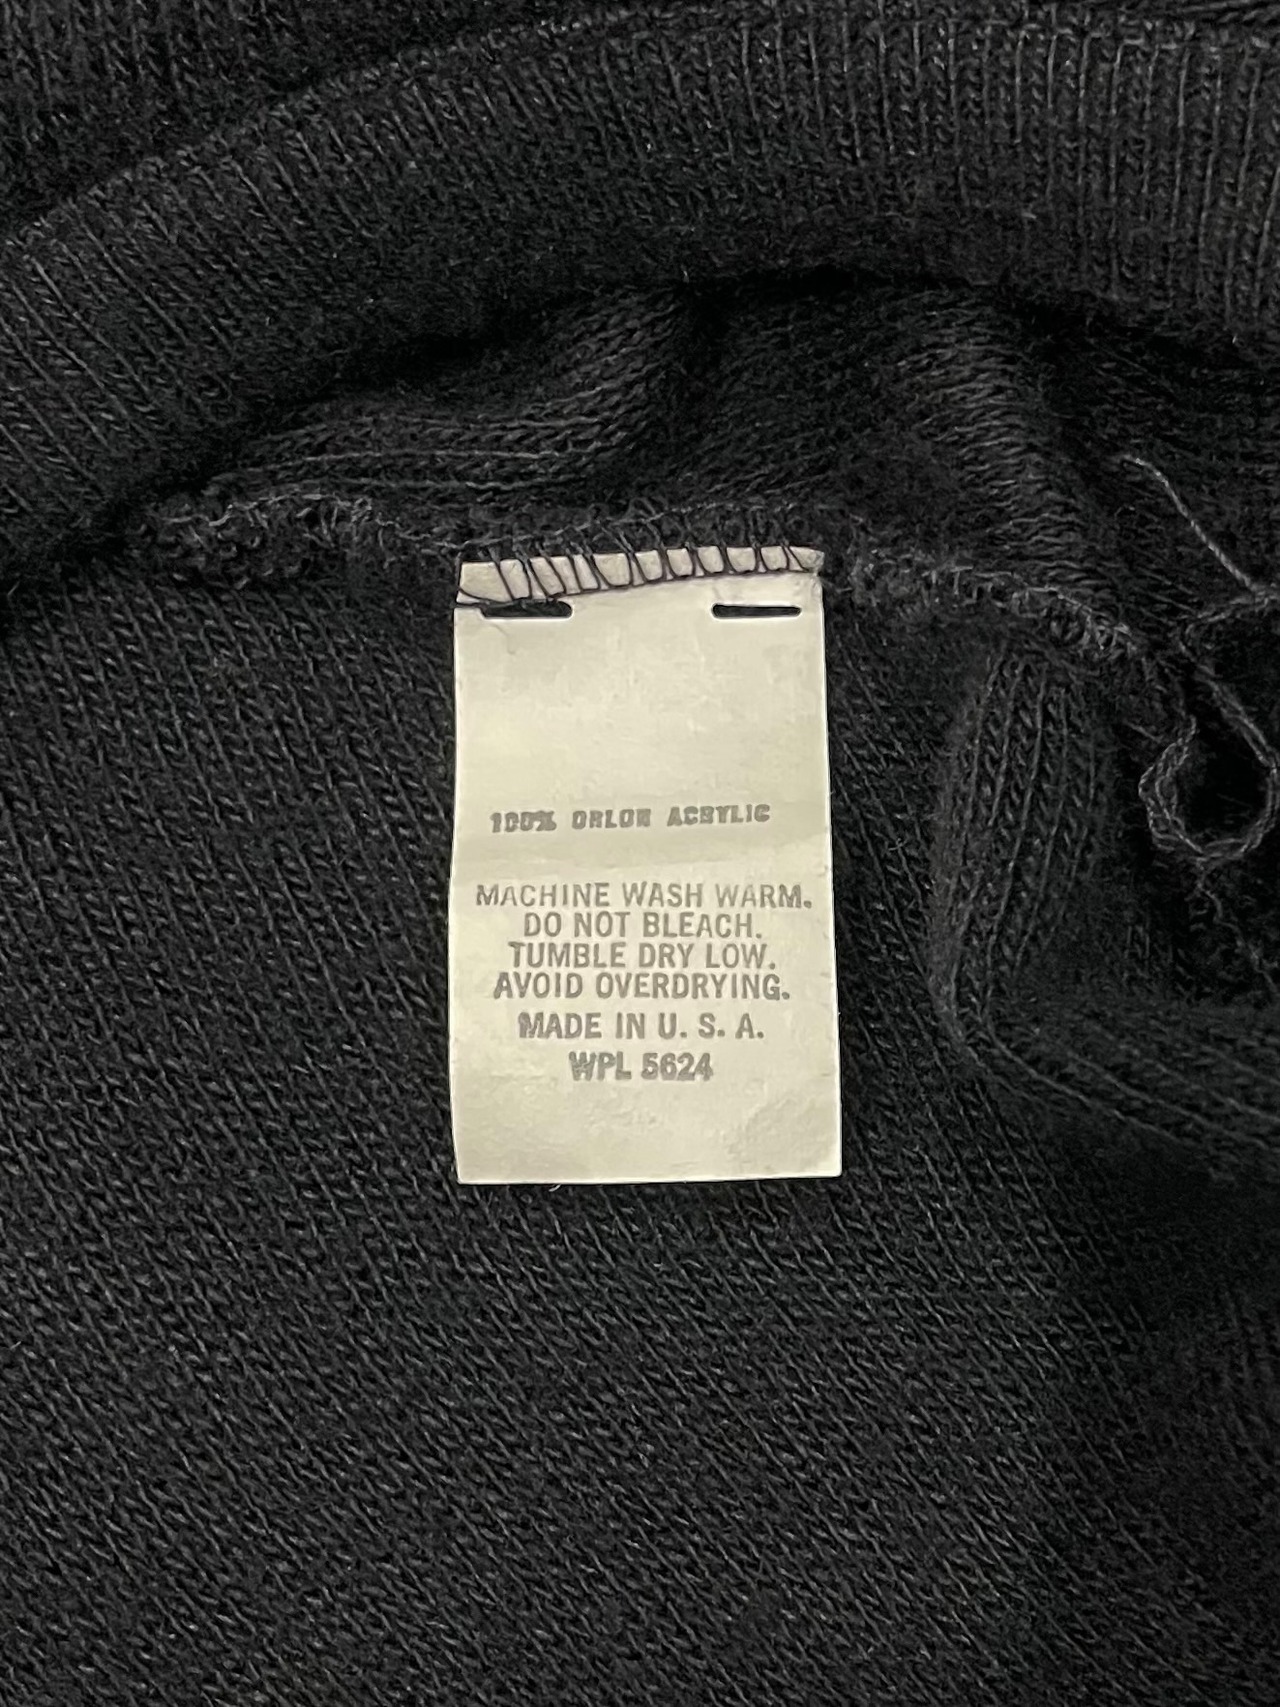 100% ORLON ACRYLIC
MACHINE WASH WARM.
DO NOT BLEACH.
TUMBLE DRY LOW.
AVOID OVERDRYING.
MADE IN U. S. A.
WPL 5624